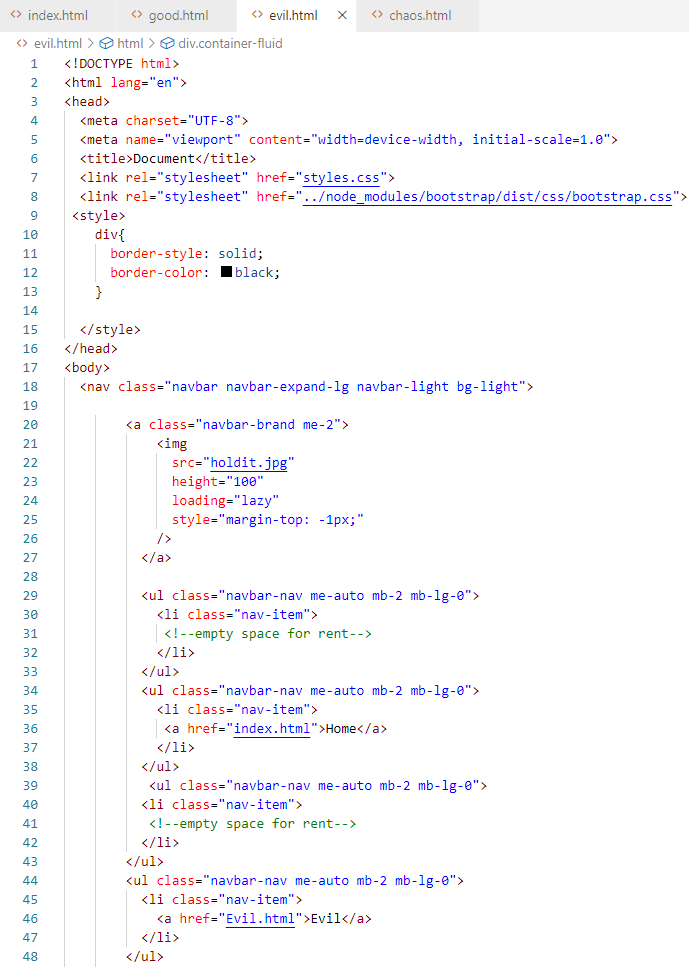 index.html good.html evil.html chaos.html
evil.html > html > div.container-fluid
1 <!DOCTYPE html>
2 <html lang="en">
3 <head>
4 <meta charset="UTF-8">
5 <meta name="viewport" content="width=device-width, initial-scale=1.0">
6 <title>Document</title>
7 <link rel="stylesheet" href="styles.css">
8 <link rel="stylesheet" href="../node_modules/bootstrap/dist/css/bootstrap.css">
9 <style>
10 div{
11 border-style: solid;
12 border-color: black;
13 }
14
15 </style>
16 </head>
17 <body>
18 <nav class="navbar navbar-expand-lg navbar-light bg-light">
19
20 <a class="navbar-brand me-2">
21 <img
22 src="holdit.jpg"
23 height="100"
24 loading="lazy"
25 style="margin-top: -1px;"
26 />
27 </a>
28
29 <ul class="navbar-nav me-auto mb-2 mb-lg-0">
30 <li class="nav-item">
31 <!--empty space for rent-->
32 </li>
33 </ul>
34 <ul class="navbar-nav me-auto mb-2 mb-lg-0">
35 <li class="nav-item">
36 <a href="index.html">Home</a>
37 </li>
38 </ul>
39 <ul class="navbar-nav me-auto mb-2 mb-lg-0">
40 <li class="nav-item">
41 <!--empty space for rent-->
42 </li>
43 </ul>
44 <ul class="navbar-nav me-auto mb-2 mb-lg-0">
45 <li class="nav-item">
46 <a href="Evil.html">Evil</a>
47 </li>
48 </ul>